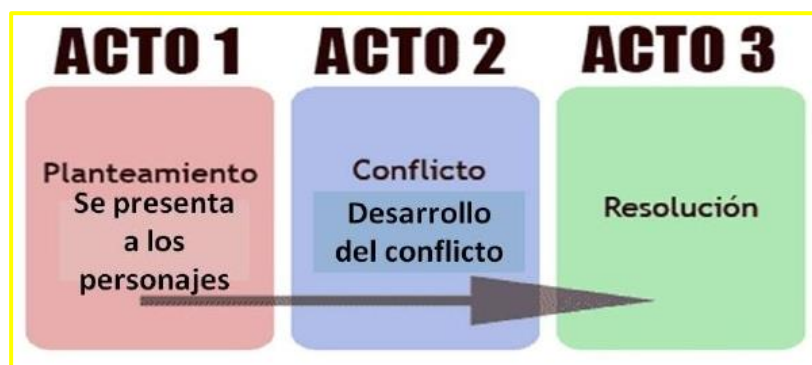 ACTO 1
Planteamiento
Se presenta
a los
personajes
ACTO 2
Conflicto
Desarrollo
del conflicto
ACTO 3
Resolución